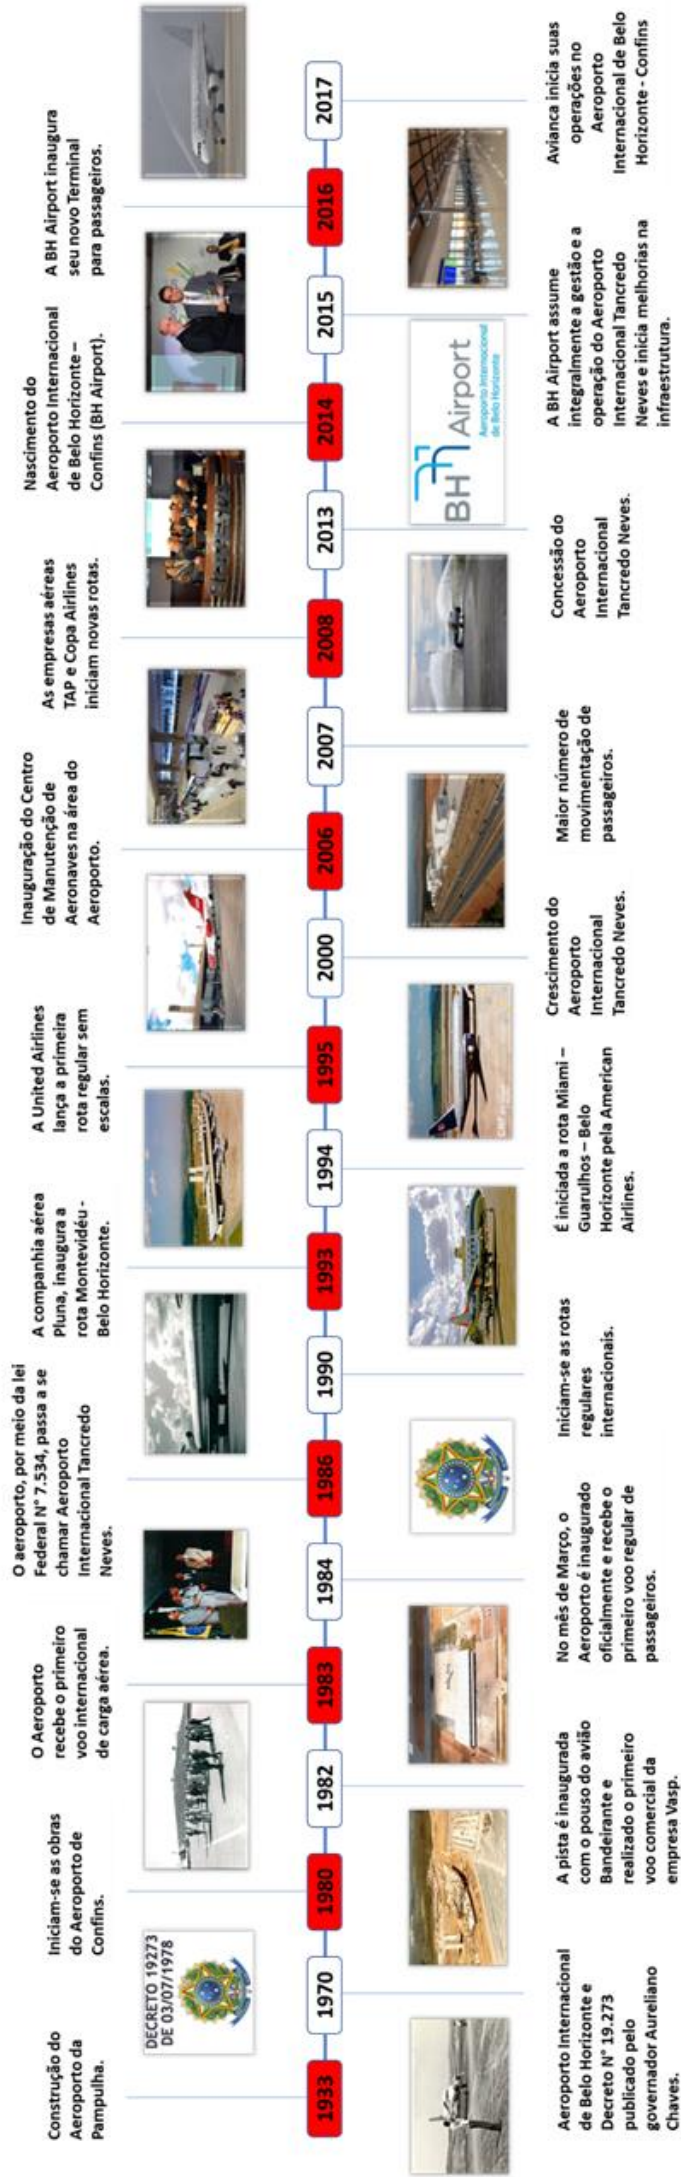 Construção do
Aeroporto da
Pampulha.
DECRETO 19273
DE 03/07/1978
Iniciam-se as obras
do Aeroporto de
Confins.
O Aeroporto
recebe o primeiro
voo internacional
de carga aérea.
O aeroporto, por meio da lei
Federal N° 7.534, passa a se
chamar Aeroporto
Internacional Tancredo
Neves.
A companhia aérea
Pluna, inaugura a
rota Montevidéu -
Belo Horizonte.
A United Airlines
lança a primeira
rota regular sem
escalas.
Inauguração do Centro
de Manutenção de
Aeronaves na área do
Aeroporto.
As empresas aéreas
TAP e Copa Airlines
iniciam novas rotas.
Nascimento do
Aeroporto Internacional
de Belo Horizonte –
Confins (BH Airport).
A BH Airport inaugura
seu novo Terminal
para passageiros.
1933
1970
1980
1982
1983
1984
1986
1990
1993
1994
1995
2000
2006
2007
2008
2013
2014
2015
2016
2017
Aeroporto Internacional
de Belo Horizonte e
Decreto N° 19.273
publicado pelo
governador Aureliano
Chaves.
A pista é inaugurada
com o pouso do avião
Bandeirante e
realizado o primeiro
voo comercial da
empresa Vasp.
No mês de Março, o
Aeroporto é inaugurado
oficialmente e recebe o
primeiro voo regular de
passageiros.
Iniciam-se as rotas
regulares
internacionais.
É iniciada a rota Miami –
Guarulhos – Belo
Horizonte pela American
Airlines.
Crescimento do
Aeroporto
Internacional
Tancredo Neves.
Maior número de
movimentação de
passageiros.
Concessão do
Aeroporto
Internacional
Tancredo Neves.
BH Airport
Aeroporto Internacional
de Belo Horizonte
A BH Airport assume
integralmente a gestão e a
operação do Aeroporto
Internacional Tancredo
Neves e inicia melhorias na
infraestrutura.
Avianca inicia suas
operações no
Aeroporto
Internacional de Belo
Horizonte - Confins